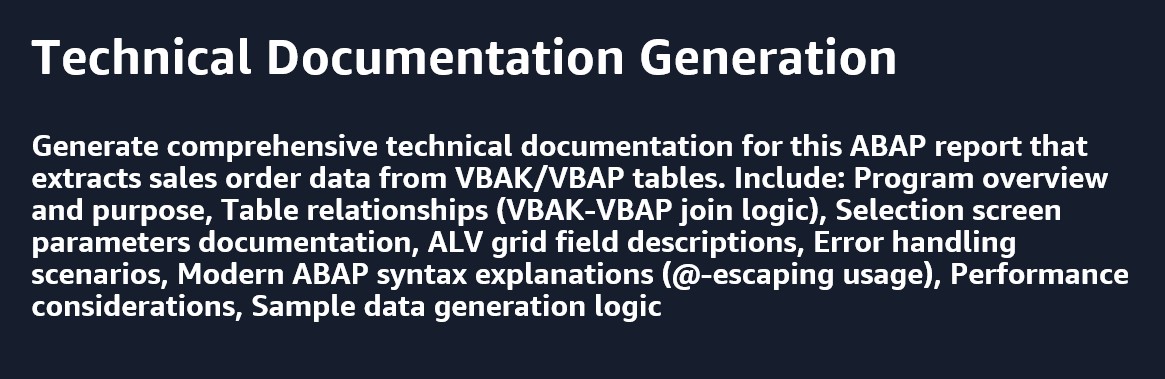 Technical Documentation Generation
Generate comprehensive technical documentation for this ABAP report that
extracts sales order data from VBAK/VBAP tables. Include: Program overview
and purpose, Table relationships (VBAK-VBAP join logic), Selection screen
parameters documentation, ALV grid field descriptions, Error handling
scenarios, Modern ABAP syntax explanations (@-escaping usage), Performance
considerations, Sample data generation logic